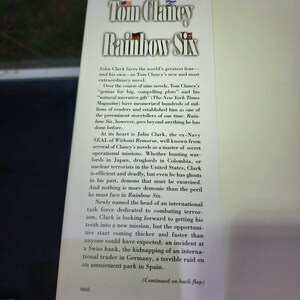 Tom Clancy
Rainbow Six
John Clark faces the world's greatest fear—
and his own—in Tom Clancy's new and most
extraordinary novel.
Over the course of nine novels, Tom Clancy's
"genius for big, compelling plots" and his
"natural narrative gift" (The New York Times
Magazine) have mesmerized hundreds of mil-
lions of readers and established him as one of
the preeminent storytellers of our time. Rain-
bow Six, however, goes beyond anything he has
done before.
At its heart is John Clark, the ex-Navy
SEAL of Without Remorse, well known from
several of Clancy's novels as a master of secret
operational missions. Whether hunting war-
lords in Japan, druglords in Colombia, or
nuclear terrorists in the United States, Clark
is efficient and deadly, but even he has ghosts
in his past, demons that must be exorcised.
And nothing is more demonic than the peril
he must face in Rainbow Six.
Newly named the head of an international
task force dedicated to combating terror-
ism, Clark is looking forward to getting his
teeth into a new mission, but the opportuni-
ties start coming thicker and faster than
anyone could have expected: an incident at
a Swiss bank, the kidnapping of an interna-
tional trader in Germany, a terrible raid on
an amusement park in Spain.
(Continued on back flap)